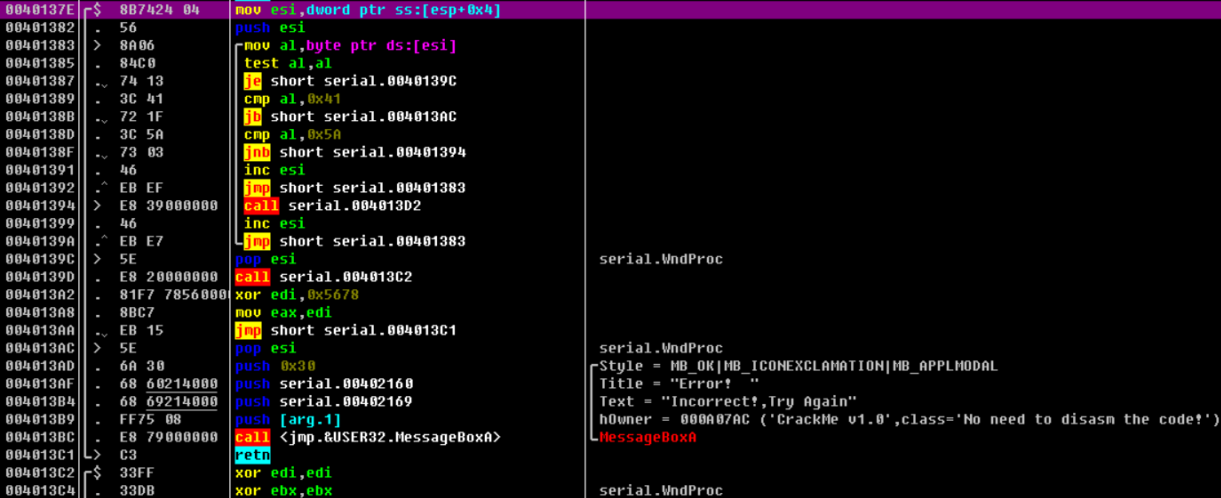 0040137E $ 8B7424 04 mov esi,dword ptr ss:[esp+0x4]
00401382 . 56 push esi
00401383 > 8A06 mov al,byte ptr ds:[esi]
00401385 . 84C0 test al,al
00401387 . 74 13 je short serial.0040139C
00401389 . 3C 41 cmp al,0x41
0040138B . 72 1F jb short serial.004013AC
0040138D . 3C 5A cmp al,0x5A
0040138F . 73 03 jnb short serial.00401394
00401391 . 46 inc esi
00401392 .^ EB EF jmp short serial.00401383
00401394 > E8 39000000 call serial.004013D2
00401399 . 46 inc esi
0040139A .^ EB E7 jmp short serial.00401383
0040139C > 5E pop esi serial.WndProc
0040139D . E8 20000000 call serial.004013C2
004013A2 . 81F7 7856000 xor edi,0x5678
004013A8 . 8BC7 mov eax,edi
004013AA . EB 15 jmp short serial.004013C1
004013AC > 5E pop esi serial.WndProc
004013AD . 6A 30 push 0x30 Style = MB_OK|MB_ICONEXCLAMATION|MB_APPLMODAL
004013AF . 68 60214000 push serial.00402160 Title = "Error!  "
004013B4 . 68 69214000 push serial.00402169 Text = "Incorrect!,Try Again"
004013B9 . FF75 08 push [arg.1] hOwner = 000A07AC ('CrackMe v1.0',class='No need to disasm the code!')
004013BC . E8 79000000 call <jmp.&USER32.MessageBoxA> MessageBoxA
004013C1 > C3 retn
004013C2 $ 33FF xor edi,edi
004013C4 . 33DB xor ebx,ebx serial.WndProc